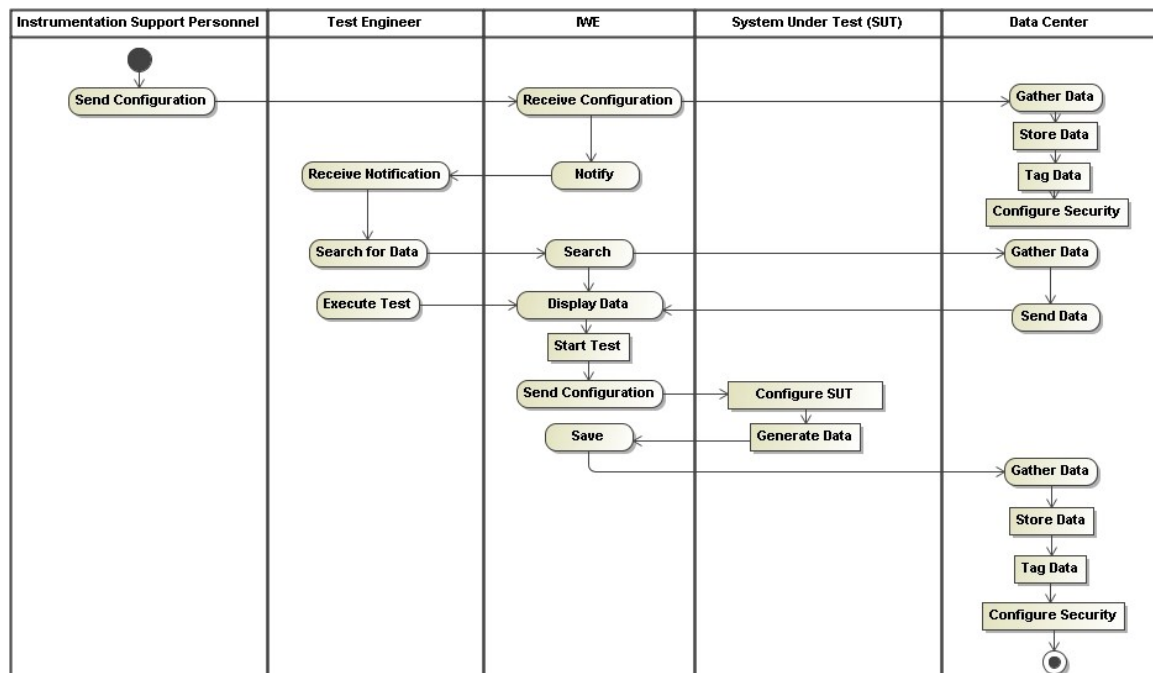 Instrumentation Support Personnel
Test Engineer
IWE
System Under Test (SUT)
Data Center
Send Configuration
Receive Configuration
Gather Data
Store Data
Receive Notification
Notify
Tag Data
Configure Security
Search for Data
Search
Gather Data
Execute Test
Display Data
Send Data
Start Test
Send Configuration
Configure SUT
Save
Generate Data
Gather Data
Store Data
Tag Data
Configure Security